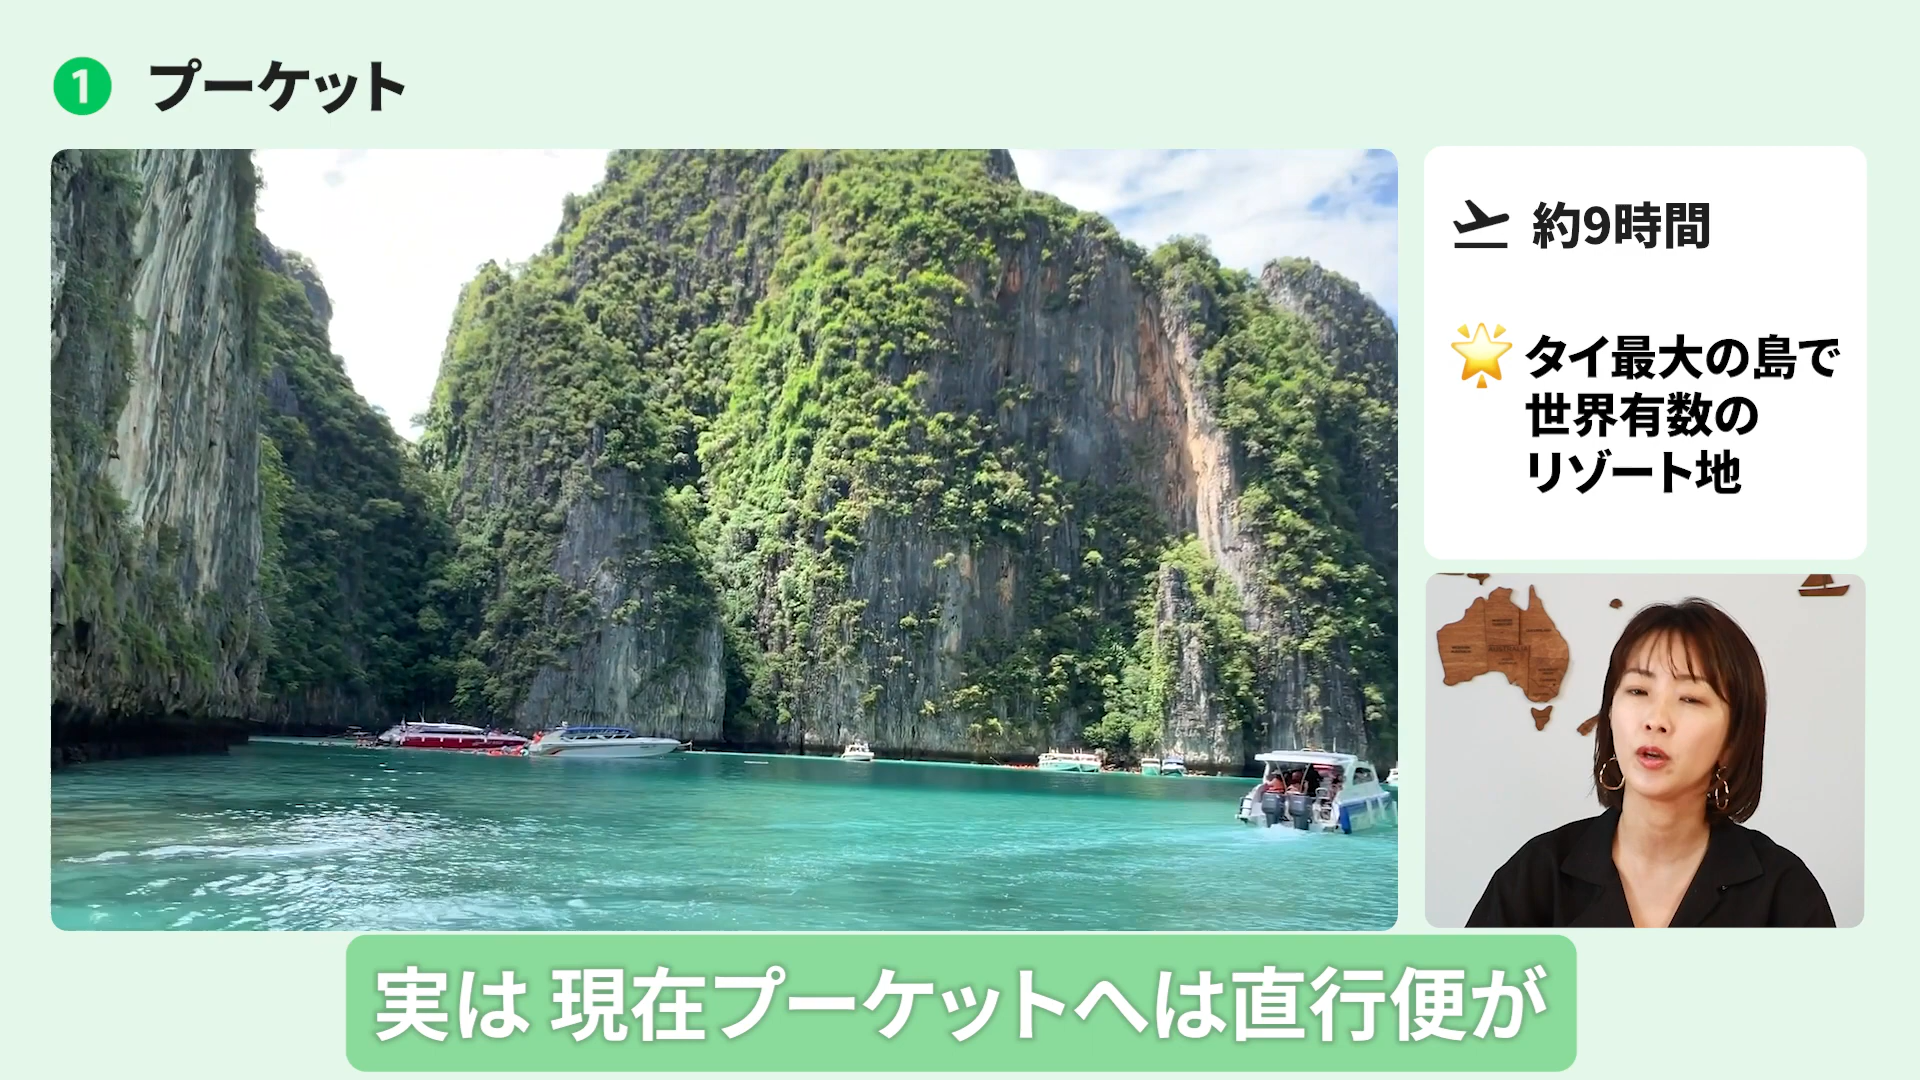 1 プーケット
約9時間
タイ最大の島で
世界有数の
リゾート地
AUSTRALIA
実は 現在プーケットへは直行便が